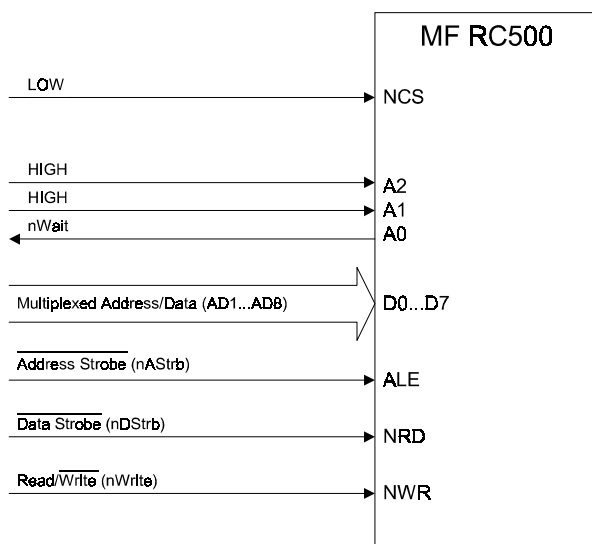 MF RC500
LOW
NCS
HIGH
A2
HIGH
A1
nWait
A0
Multiplexed Address/Data (AD1...AD8)
D0...D7
Address Strobe (nAStrb)
ALE
Data Strobe (nDStrb)
NRD
Read/Write (nWrite)
NWR